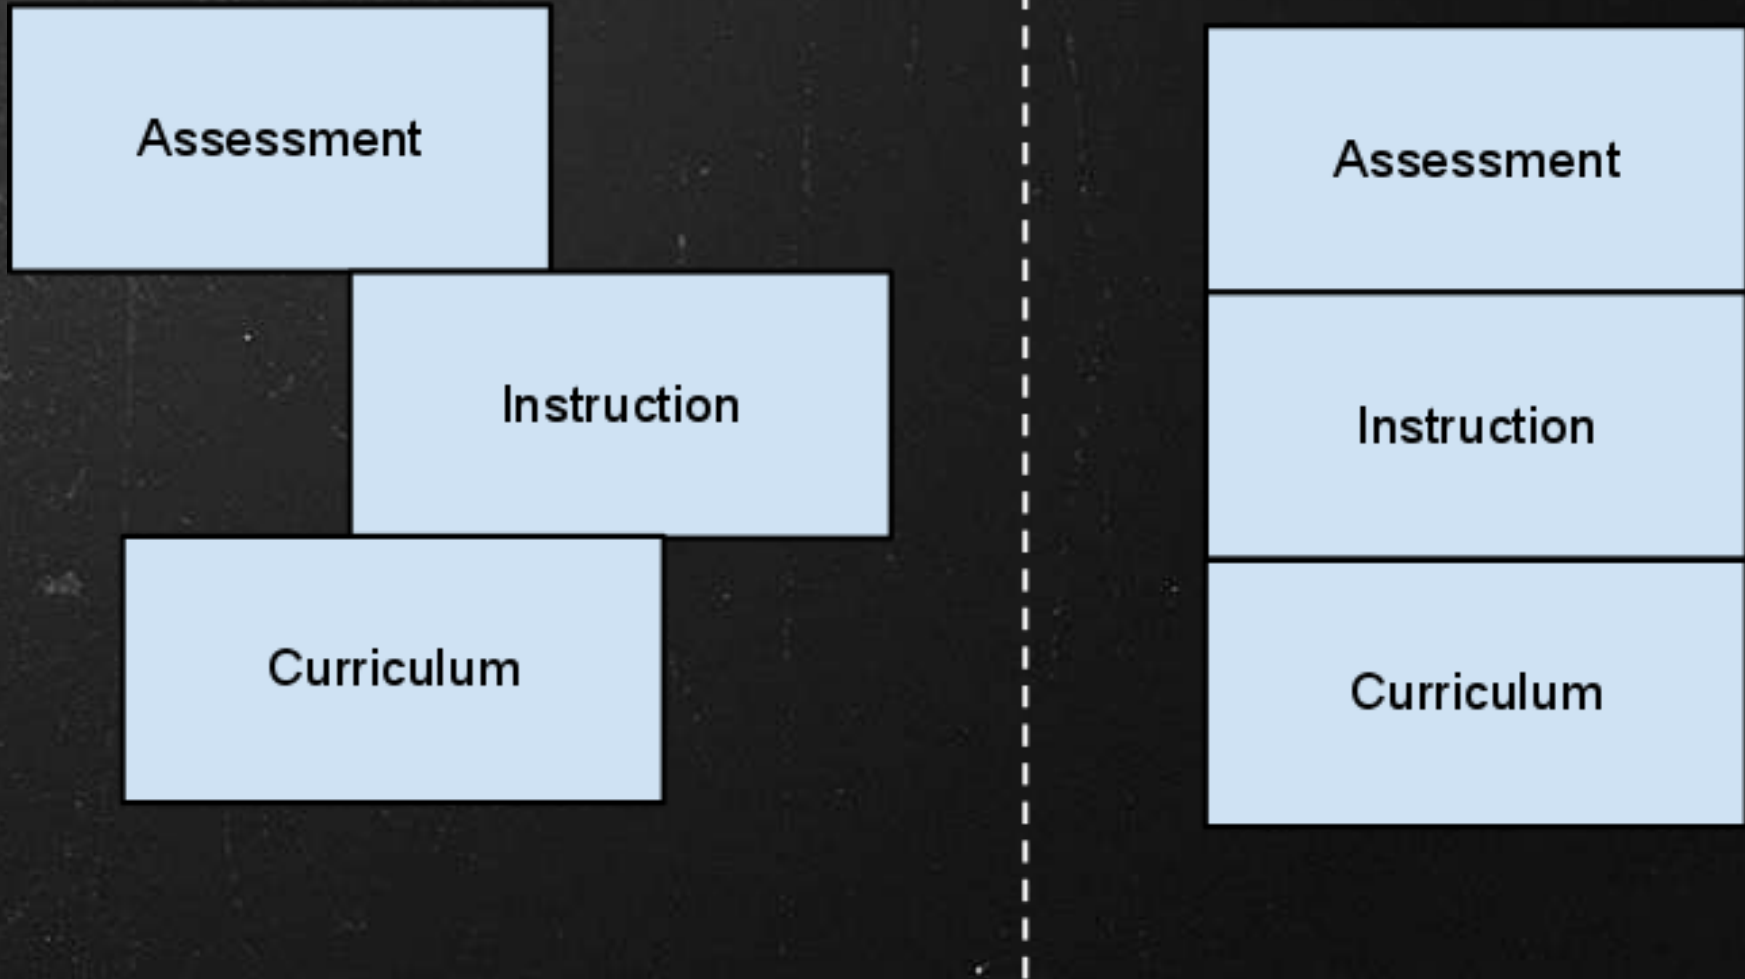 Assessment
Instruction
Curriculum
Assessment
Instruction
Curriculum